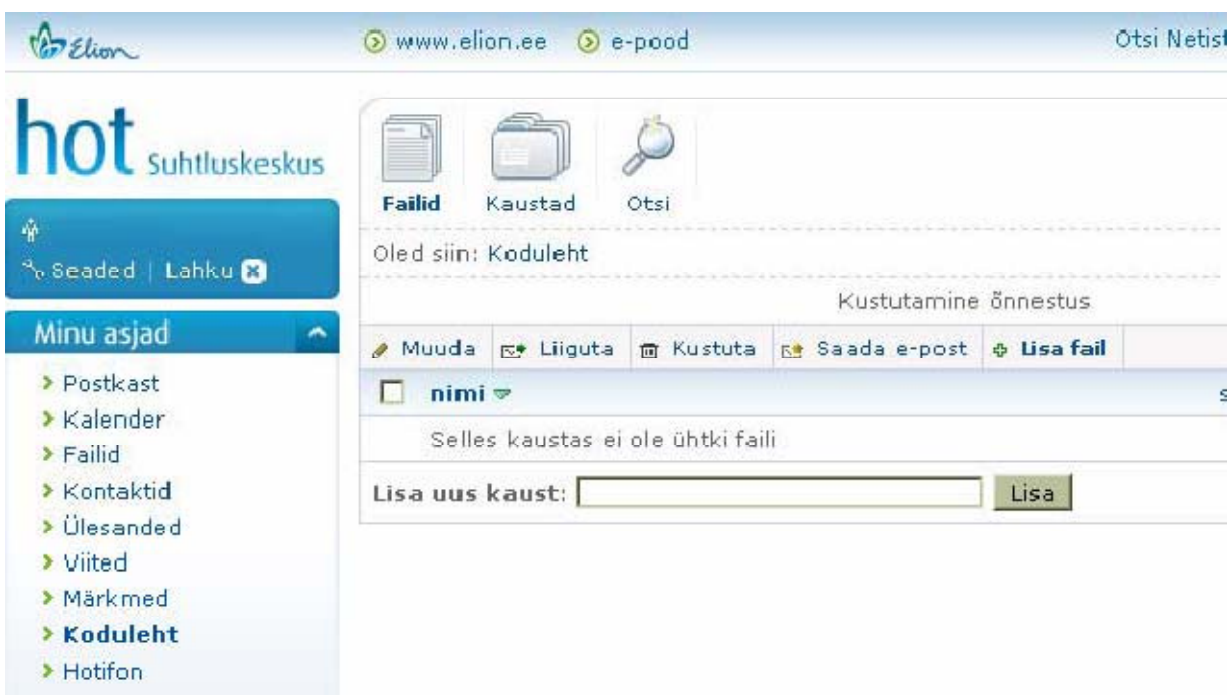 Elion
www.elion.ee e-pood Otsi Netist
hot Suhtluskeskus
Seaded | Lahku
Minu asjad
Postkast
Kalender
Failid
Kontaktid
Ülesanded
Viited
Märkmed
Koduleht
Hotifon
Failid Kaustad Otsi
Oled siin: Koduleht
Kustutamine õnnestus
Muuda Liiguta Kustuta Saada e-post Lisa fail
nimi s
Selles kaustas ei ole ühtki faili
Lisa uus kaust: Lisa